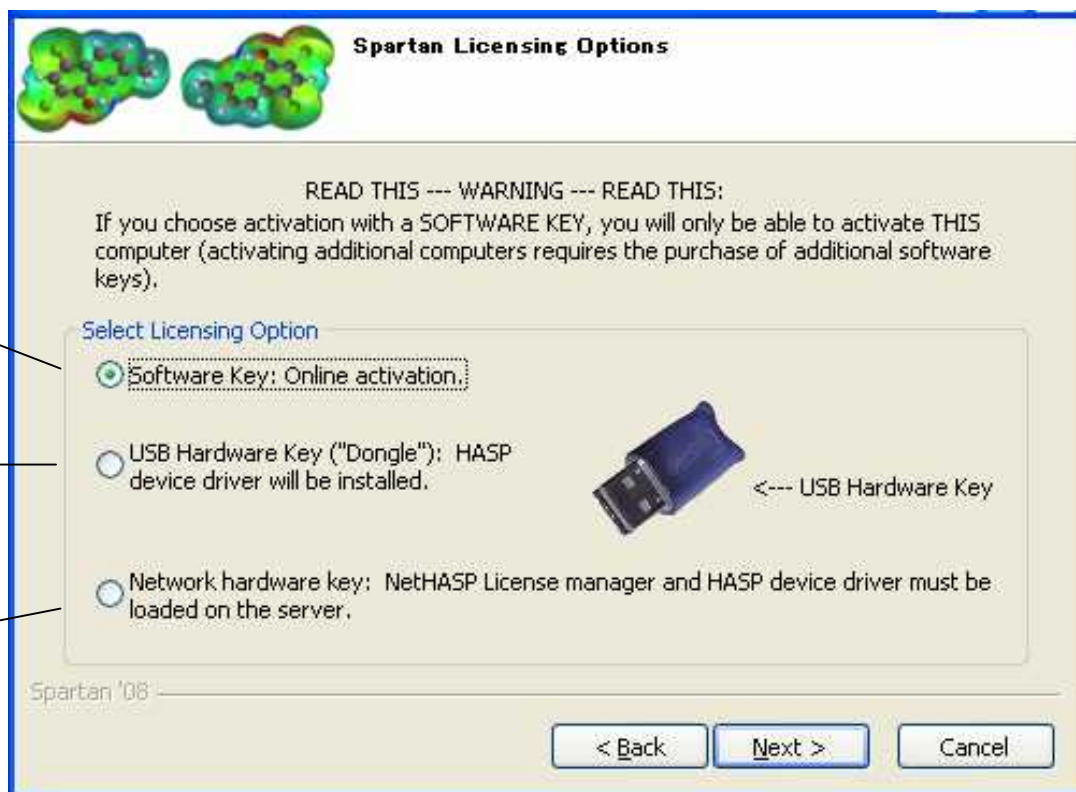 Spartan Licensing Options
READ THIS --- WARNING --- READ THIS:
If you choose activation with a SOFTWARE KEY, you will only be able to activate THIS
computer (activating additional computers requires the purchase of additional software
keys).
Select Licensing Option
Software Key: Online activation.
USB Hardware Key ("Dongle"): HASP
device driver will be installed.
<--- USB Hardware Key
Network hardware key: NetHASP License manager and HASP device driver must be
loaded on the server.
Spartan '08
< Back
Next >
Cancel